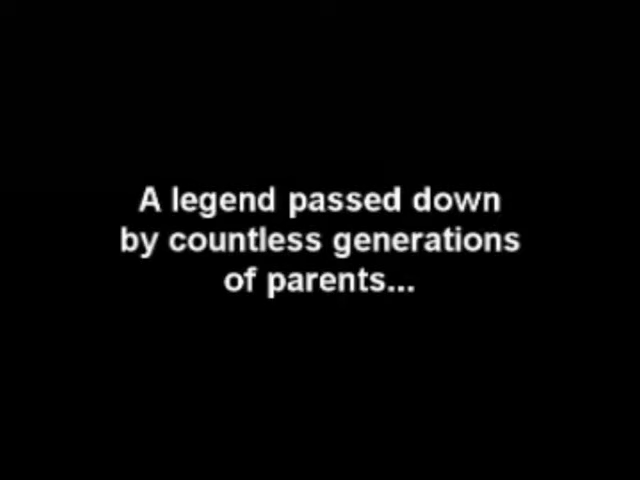 A legend passed down
by countless generations
of parents...